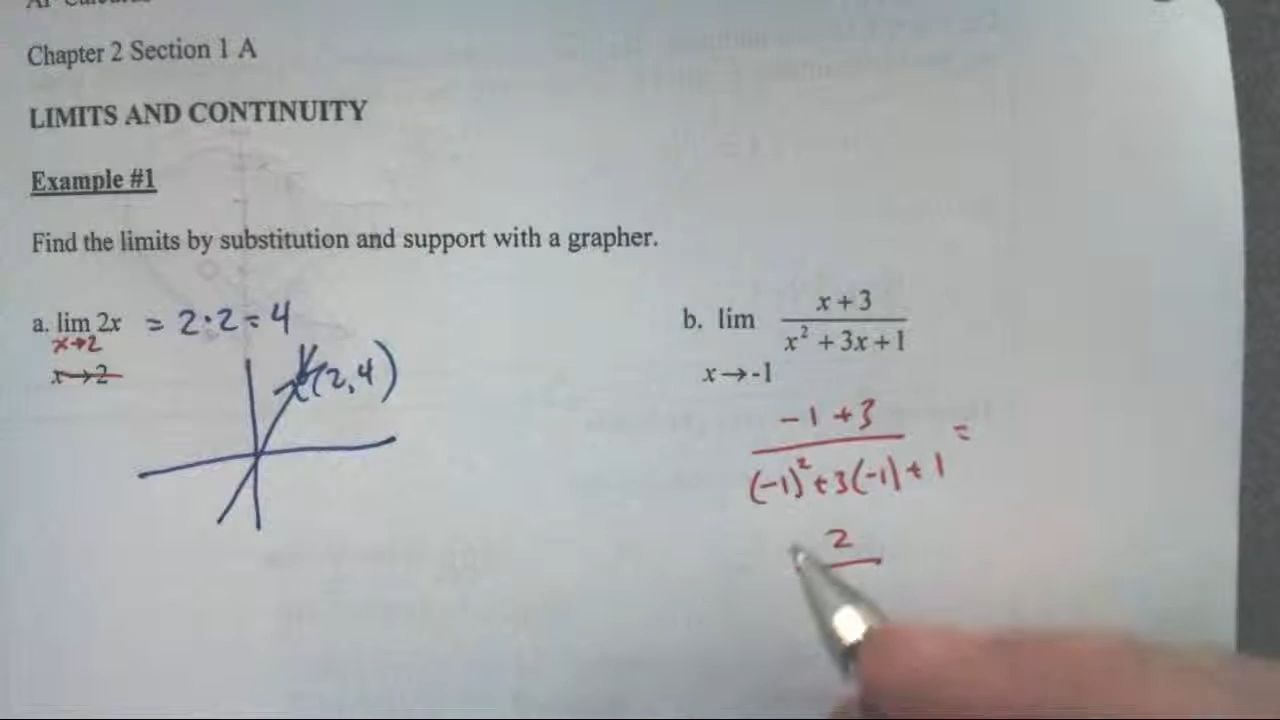 Chapter 2 Section 1 A
LIMITS AND CONTINUITY
Example #1
Find the limits by substitution and support with a grapher.
a. lim 2x = 2·2 = 4
x→2
x→2
(2,4)
b. lim (x + 3)/(x² + 3x + 1)
x→-1
-1 + 3
(-1)² + 3(-1) + 1 =
2